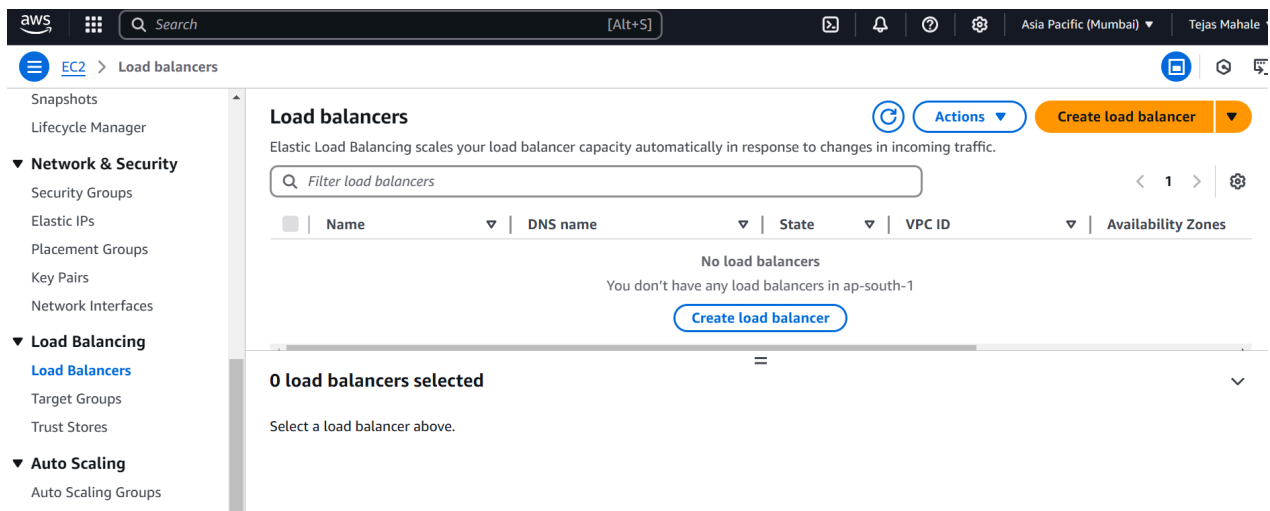 aws
Search [Alt+S]
Asia Pacific (Mumbai) ▼
Tejas Mahale
EC2 > Load balancers
Snapshots
Lifecycle Manager
▼ Network & Security
Security Groups
Elastic IPs
Placement Groups
Key Pairs
Network Interfaces
▼ Load Balancing
Load Balancers
Target Groups
Trust Stores
▼ Auto Scaling
Auto Scaling Groups
Load balancers
Actions ▼
Create load balancer ▼
Elastic Load Balancing scales your load balancer capacity automatically in response to changes in incoming traffic.
Filter load balancers
< 1 >
Name DNS name State VPC ID Availability Zones
No load balancers
You don't have any load balancers in ap-south-1
Create load balancer
0 load balancers selected
Select a load balancer above.